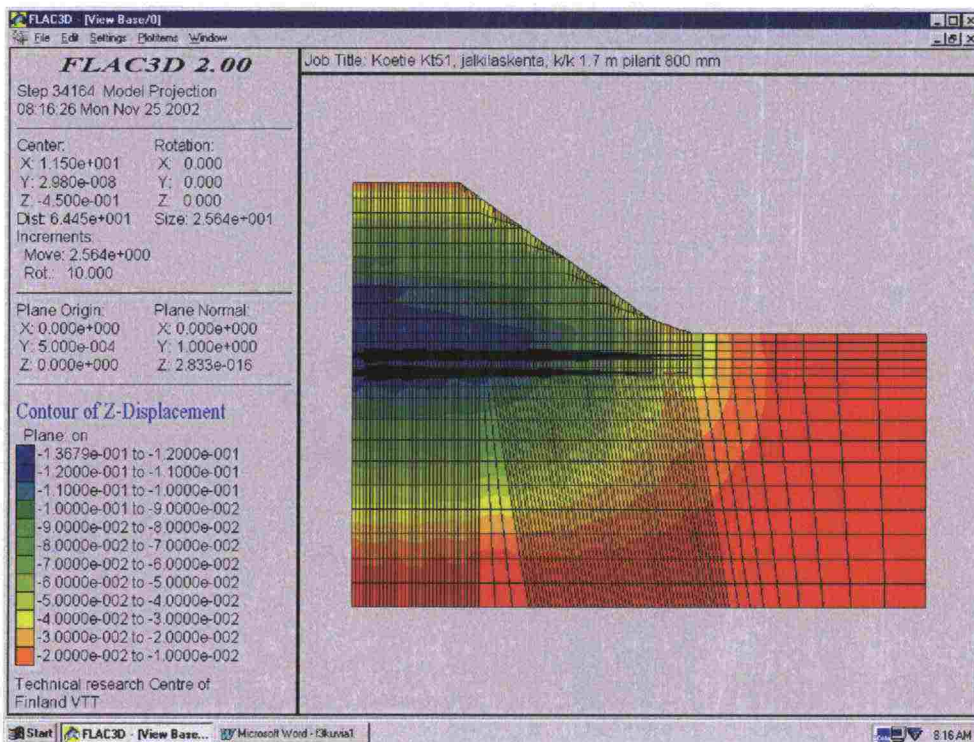 FLAC3D - [View Base/0]
File Edit Settings Plotitems Window
FLAC3D 2.00
Job Title: Koetie Kt51, jalkilaskenta, k/k 1.7 m pilarit 800 mm
Step 34164 Model Projection
08:16:26 Mon Nov 25 2002
Center: Rotation:
X: 1.150e+001 X: 0.000
Y: 2.980e-008 Y: 0.000
Z: -4.500e-001 Z: 0.000
Dist: 6.445e+001 Size: 2.564e+001
Increments:
Move: 2.564e+000
Rot.: 10.000
Plane Origin: Plane Normal:
X: 0.000e+000 X: 0.000e+000
Y: 5.000e-004 Y: 1.000e+000
Z: 0.000e+000 Z: 2.833e-016
Contour of Z-Displacement
Plane: on
-1.3679e-001 to -1.2000e-001
-1.2000e-001 to -1.1000e-001
-1.1000e-001 to -1.0000e-001
-1.0000e-001 to -9.0000e-002
-9.0000e-002 to -8.0000e-002
-8.0000e-002 to -7.0000e-002
-7.0000e-002 to -6.0000e-002
-6.0000e-002 to -5.0000e-002
-5.0000e-002 to -4.0000e-002
-4.0000e-002 to -3.0000e-002
-3.0000e-002 to -2.0000e-002
-2.0000e-002 to -1.0000e-002
Technical research Centre of
Finland VTT
Start FLAC3D - [View Base... Microsoft Word - f3kuvia1 8:16 AM